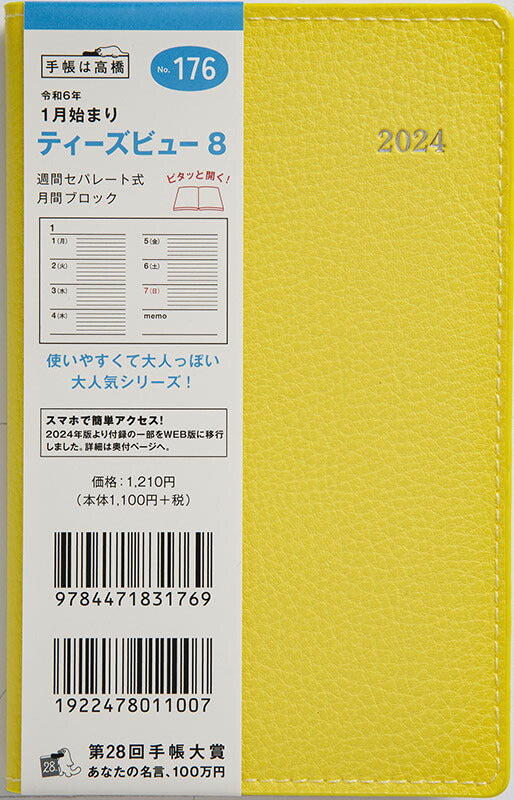 手帳は高橋
No. 176
令和6年
1月始まり
ティーズビュー 8
週間セパレート式
月間ブロック
ピタッと開く!
1
1(月)
2(火)
3(水)
4(木)
5(金)
6(土)
7(日)
memo
使いやすくて大人っぽい
大人気シリーズ!
スマホで簡単アクセス!
2024年版より付録の一部をWEB版に移行
しました。詳細は奥付ページへ。
価格:1,210円
(本体1,100円+税)
9784471831769
1922478011007
28
第28回手帳大賞
あなたの名言、100万円
2024